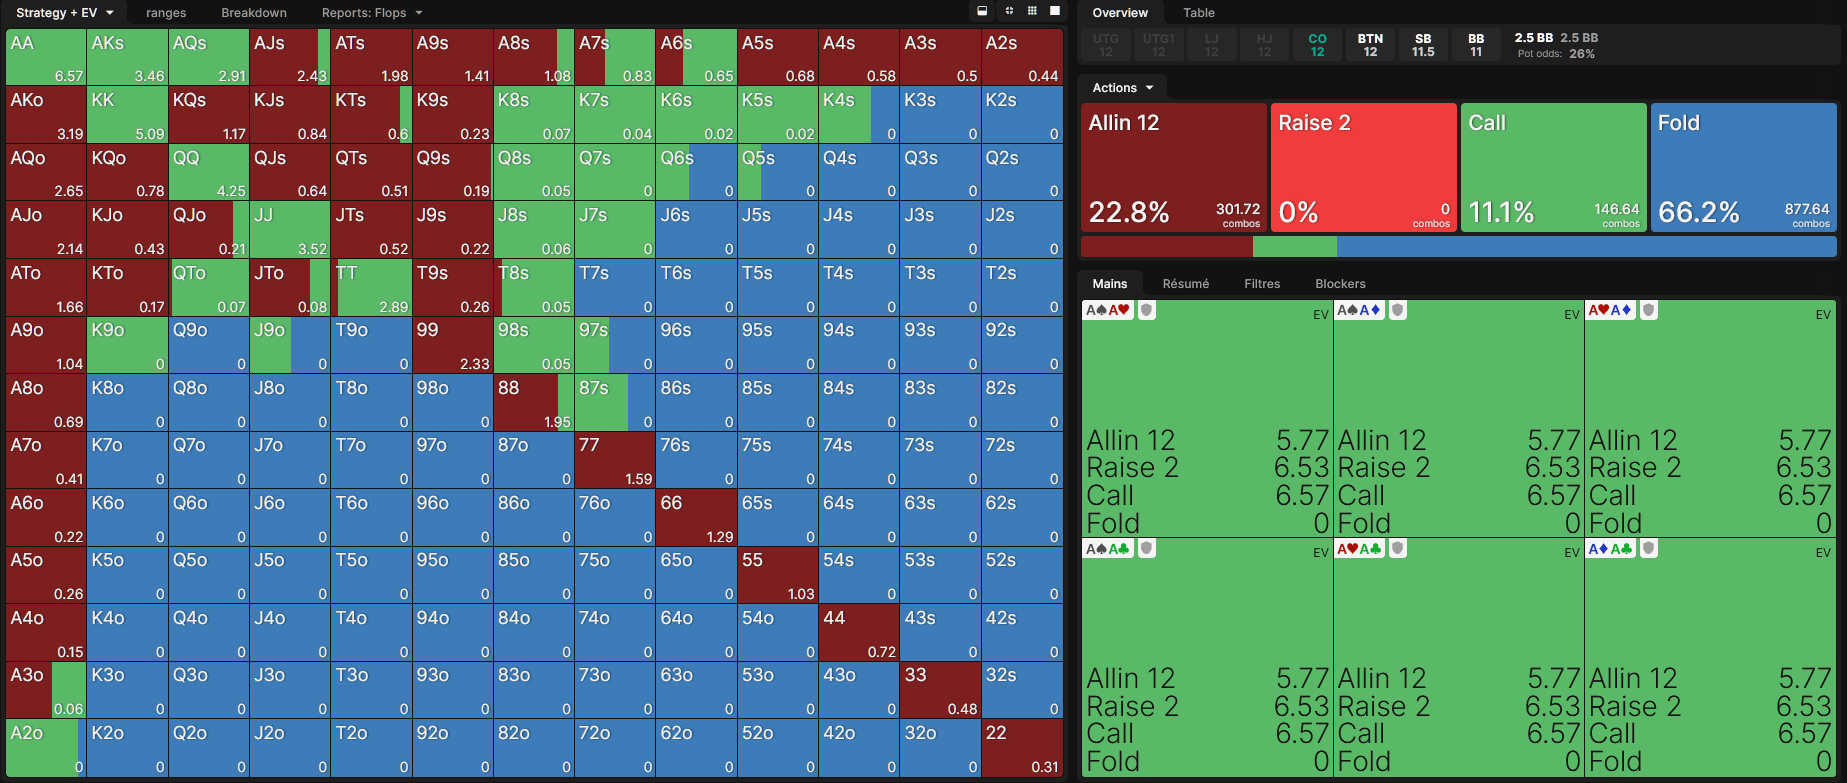 Strategy + EV ranges Breakdown Reports: Flops
AA AKs AQs AJs ATs A9s A8s A7s A6s A5s A4s A3s A2s
6.57 3.46 2.91 2.43 1.98 1.41 1.08 0.83 0.65 0.68 0.58 0.5 0.44
AKo KK KQs KJs KTs K9s K8s K7s K6s K5s K4s K3s K2s
3.19 5.09 1.17 0.84 0.6 0.23 0.07 0.04 0.02 0.02 0 0 0
AQo KQo QQ QJs QTs Q9s Q8s Q7s Q6s Q5s Q4s Q3s Q2s
2.65 0.78 4.25 0.64 0.51 0.19 0.05 0 0 0 0 0 0
AJo KJo QJo JJ JTs J9s J8s J7s J6s J5s J4s J3s J2s
2.14 0.43 0.21 3.52 0.52 0.22 0.06 0 0 0 0 0 0
ATo KTo QTo JTo TT T9s T8s T7s T6s T5s T4s T3s T2s
1.66 0.17 0.07 0.08 2.89 0.26 0.05 0 0 0 0 0 0
A9o K9o Q9o J9o T9o 99 98s 97s 96s 95s 94s 93s 92s
1.04 0 0 0 0 2.33 0.05 0 0 0 0 0 0
A8o K8o Q8o J8o T8o 98o 88 87s 86s 85s 84s 83s 82s
0.69 0 0 0 0 0 1.95 0 0 0 0 0 0
A7o K7o Q7o J7o T7o 97o 87o 77 76s 75s 74s 73s 72s
0.41 0 0 0 0 0 0 1.59 0 0 0 0 0
A6o K6o Q6o J6o T6o 96o 86o 76o 66 65s 64s 63s 62s
0.22 0 0 0 0 0 0 0 1.29 0 0 0 0
A5o K5o Q5o J5o T5o 95o 85o 75o 65o 55 54s 53s 52s
0.26 0 0 0 0 0 0 0 0 1.03 0 0 0
A4o K4o Q4o J4o T4o 94o 84o 74o 64o 54o 44 43s 42s
0.15 0 0 0 0 0 0 0 0 0 0.72 0 0
A3o K3o Q3o J3o T3o 93o 83o 73o 63o 53o 43o 33 32s
0.06 0 0 0 0 0 0 0 0 0 0 0.48 0
A2o K2o Q2o J2o T2o 92o 82o 72o 62o 52o 42o 32o 22
0 0 0 0 0 0 0 0 0 0 0 0 0.31
Overview Table
UTG UTG1 LJ HJ CO BTN SB BB
12 12 12 12 12 12 11.5 11
2.5 BB 2.5 BB
Pot odds: 26%
Actions
Allin 12 Raise 2 Call Fold
22.8% 301.72 combos 0% 0 combos 11.1% 146.64 combos 66.2% 877.64 combos
Mains Résumé Filtres Blockers
A♠A♥ EV A♠A♦ EV A♥A♦ EV
Allin 12 5.77 Allin 12 5.77 Allin 12 5.77
Raise 2 6.53 Raise 2 6.53 Raise 2 6.53
Call 6.57 Call 6.57 Call 6.57
Fold 0 Fold 0 Fold 0
A♠A♣ EV A♥A♣ EV A♦A♣ EV
Allin 12 5.77 Allin 12 5.77 Allin 12 5.77
Raise 2 6.53 Raise 2 6.53 Raise 2 6.53
Call 6.57 Call 6.57 Call 6.57
Fold 0 Fold 0 Fold 0